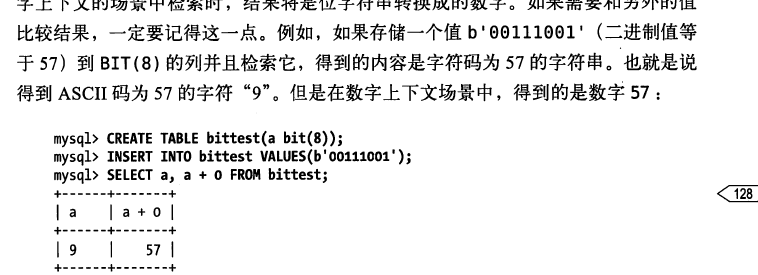 字上下文的场景中检索时，结果将是位字符串转换成的数字。如果需要和另外的值
比较结果，一定要记得这一点。例如，如果存储一个值 b'00111001'（二进制值等
于 57）到 BIT(8) 的列并且检索它，得到的内容是字符码为 57 的字符串。也就是说
得到 ASCII 码为 57 的字符“9”。但是在数字上下文场景中，得到的是数字 57：
mysql> CREATE TABLE bittest(a bit(8));
mysql> INSERT INTO bittest VALUES(b'00111001');
mysql> SELECT a, a + 0 FROM bittest;
+------+-------+
| a    | a + 0 |
+------+-------+
| 9    |    57 |
+------+-------+
128